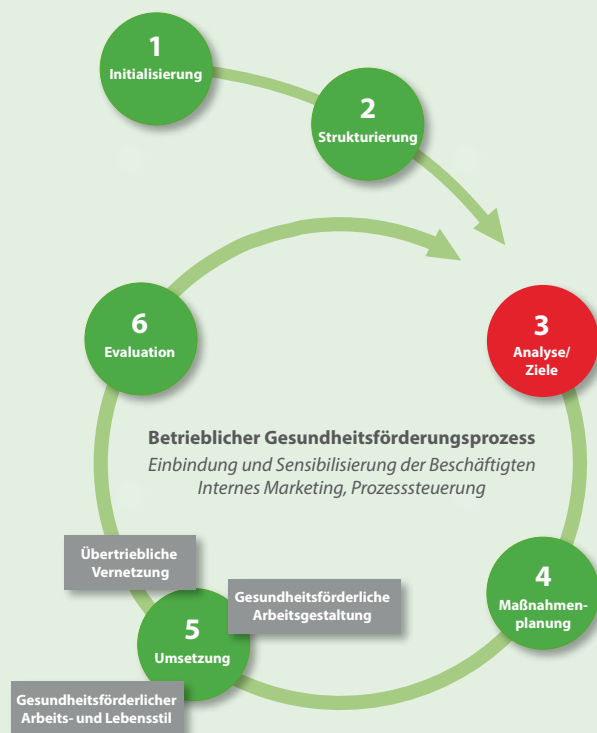 1
Initialisierung
2
Strukturierung
3
Analyse/
Ziele
6
Evaluation
Betrieblicher Gesundheitsförderungsprozess
Einbindung und Sensibilisierung der Beschäftigten
Internes Marketing, Prozesssteuerung
4
Maßnahmen-
planung
Übertriebliche
Vernetzung
Gesundheitsförderliche
Arbeitsgestaltung
5
Umsetzung
Gesundheitsförderlicher
Arbeits- und Lebensstil